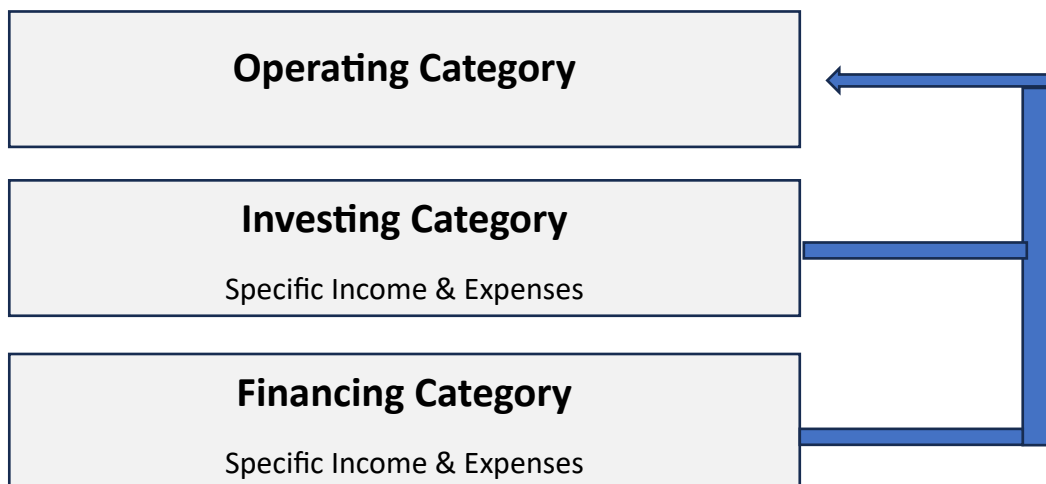 Operating Category
Investing Category
Specific Income & Expenses
Financing Category
Specific Income & Expenses